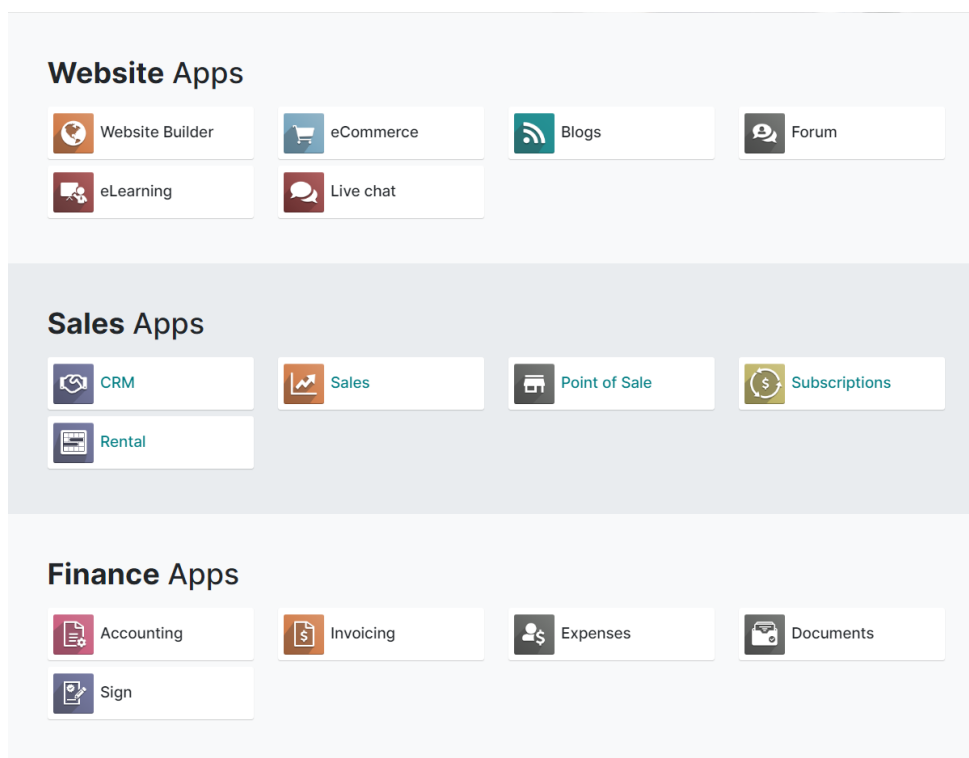 Website Apps
Website Builder
eCommerce
Blogs
Forum
eLearning
Live chat
Sales Apps
CRM
Sales
Point of Sale
$
Subscriptions
Rental
Finance Apps
Accounting
$
Invoicing
$
Expenses
Documents
Sign